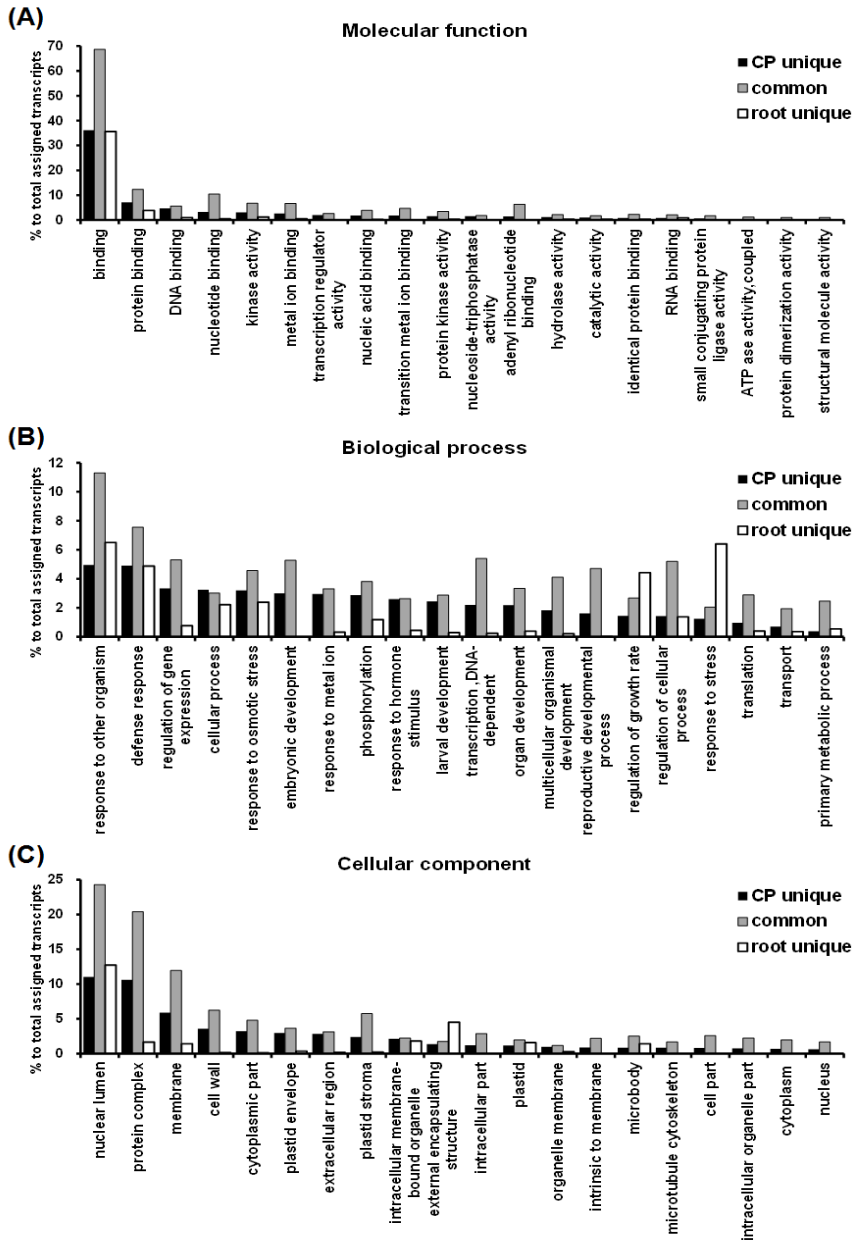 (A)
Molecular function
% to total assigned transcripts
70
60
50
40
30
20
10
0
CP unique
common
root unique
binding
protein binding
DNA binding
nucleotide binding
kinase activity
metal ion binding
transcription regulator
activity
nucleic acid binding
transition metal ion binding
protein kinase activity
nucleoside-triphosphatase
activity
adenyl ribonucleotide
binding
hydrolase activity
catalytic activity
identical protein binding
RNA binding
small conjugating protein
ligase activity
ATP ase activity,coupled
protein dimerization activity
structural molecule activity
(B)
Biological process
% to total assigned transcripts
12
10
8
6
4
2
0
CP unique
common
root unique
response to other organism
defense response
regulation of gene
expression
cellular process
response to osmotic stress
embryonic development
response to metal ion
phosphorylation
response to hormone
stimulus
larval development
transcription ,DNA-
dependent
organ development
multicellular organismal
development
reproductive developmental
process
regulation of growth rate
regulation of cellular
process
response to stress
translation
transport
primary metabolic process
(C)
Cellular component
% to total assigned transcripts
25
20
15
10
5
0
CP unique
common
root unique
nuclear lumen
protein complex
membrane
cell wall
cytoplasmic part
plastid envelope
extracellular region
plastid stroma
intracellular membrane-
bound organelle
external encapsulating
structure
intracellular part
plastid
organelle membrane
intrinsic to membrane
microbody
microtubule cytoskeleton
cell part
intracellular organelle part
cytoplasm
nucleus